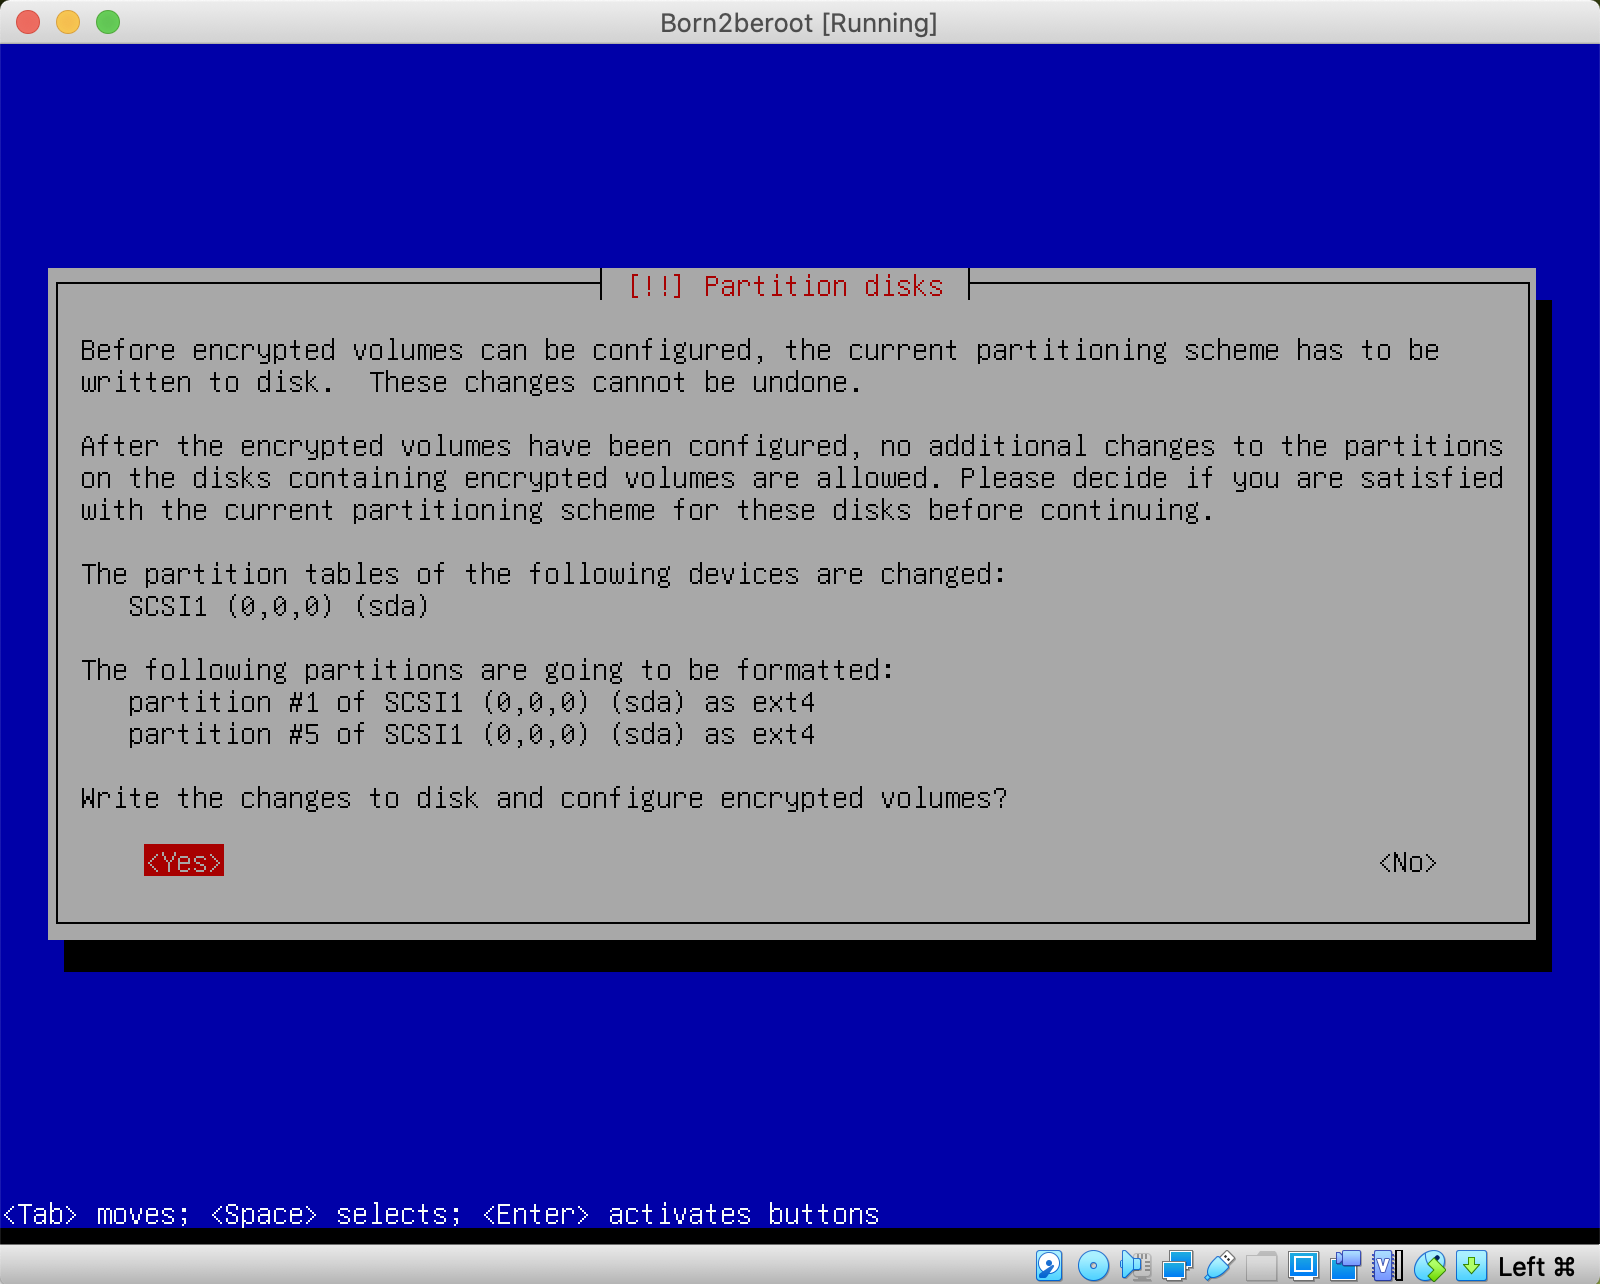 Born2beroot [Running]
[!!] Partition disks
Before encrypted volumes can be configured, the current partitioning scheme has to be
written to disk.  These changes cannot be undone.
After the encrypted volumes have been configured, no additional changes to the partitions
on the disks containing encrypted volumes are allowed. Please decide if you are satisfied
with the current partitioning scheme for these disks before continuing.
The partition tables of the following devices are changed:
SCSI1 (0,0,0) (sda)
The following partitions are going to be formatted:
partition #1 of SCSI1 (0,0,0) (sda) as ext4
partition #5 of SCSI1 (0,0,0) (sda) as ext4
Write the changes to disk and configure encrypted volumes?
<Yes> <No>
<Tab> moves; <Space> selects; <Enter> activates buttons
Left ⌘